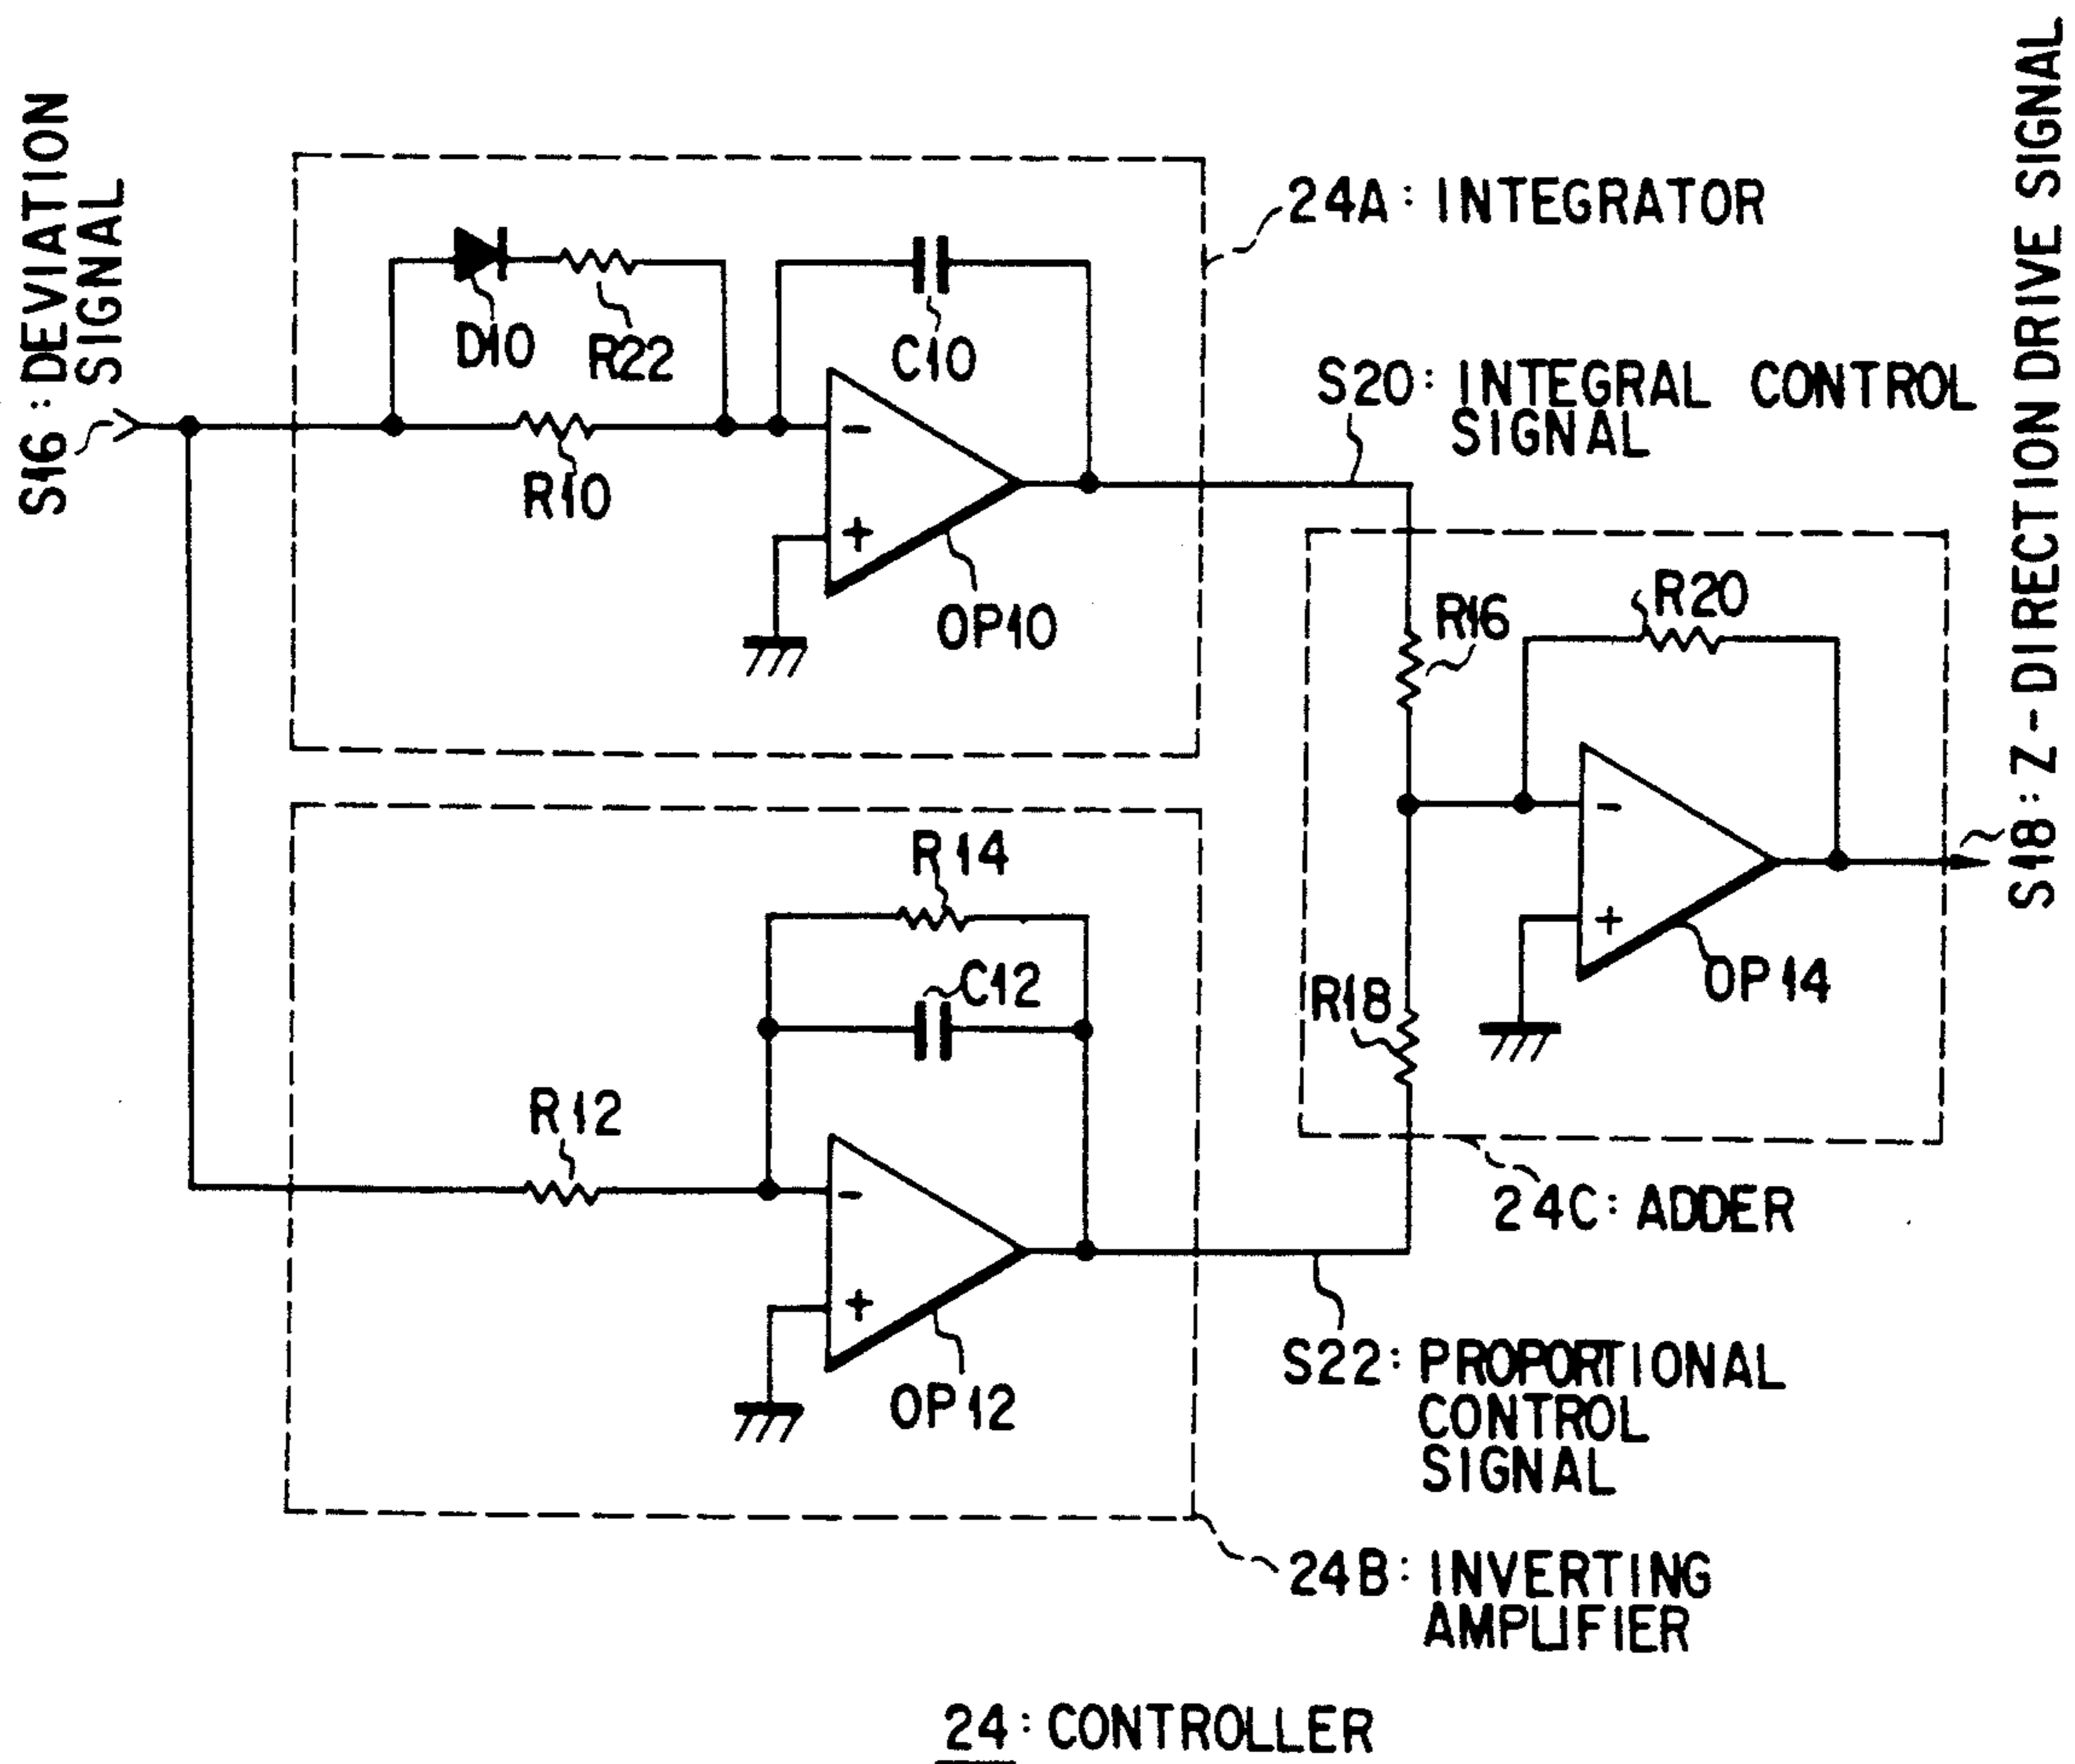 S16: DEVIATION
SIGNAL
24A: INTEGRATOR
D10
R22
C10
R10
-
+
OP10
S20: INTEGRAL CONTROL
SIGNAL
R16
R20
-
+
OP14
R18
24C: ADDER
S18: Z-DIRECTION DRIVE SIGNAL
R14
C12
R12
-
+
OP12
S22: PROPORTIONAL
CONTROL
SIGNAL
24B: INVERTING
AMPLIFIER
24: CONTROLLER